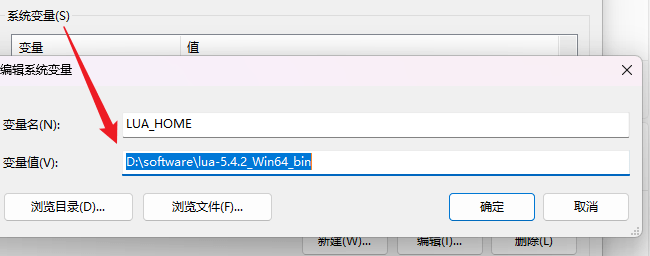 系统变量(S)
变量 值
编辑系统变量
变量名(N): LUA_HOME
变量值(V): D:\software\lua-5.4.2_Win64_bin
浏览目录(D)... 浏览文件(F)... 确定 取消
新建(W)... 编辑(I)... 删除(L)